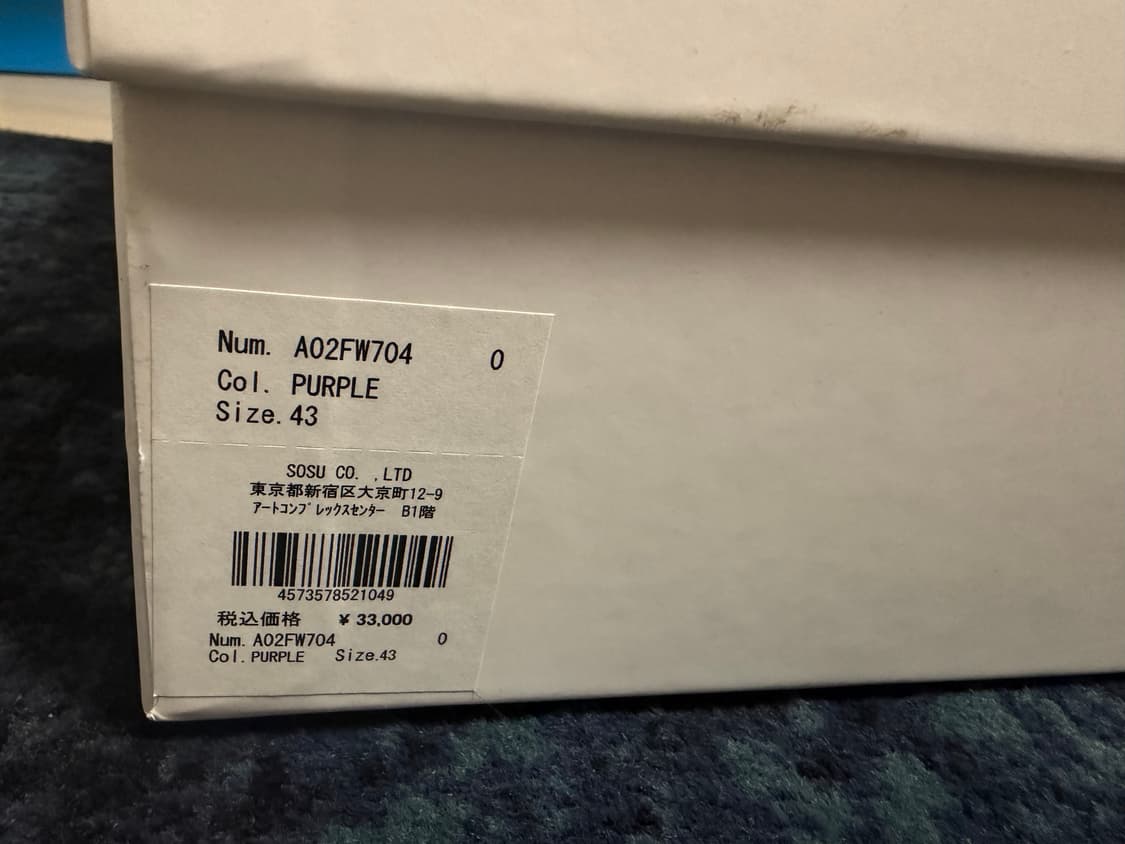 Num. A02FW704 0
Col. PURPLE
Size. 43
SOSU CO. ,LTD
東京都新宿区大京町12-9
アートコンプレックスセンター B1階
4573578521049
税込価格 ¥ 33,000
Num. A02FW704 0
Col. PURPLE Size.43